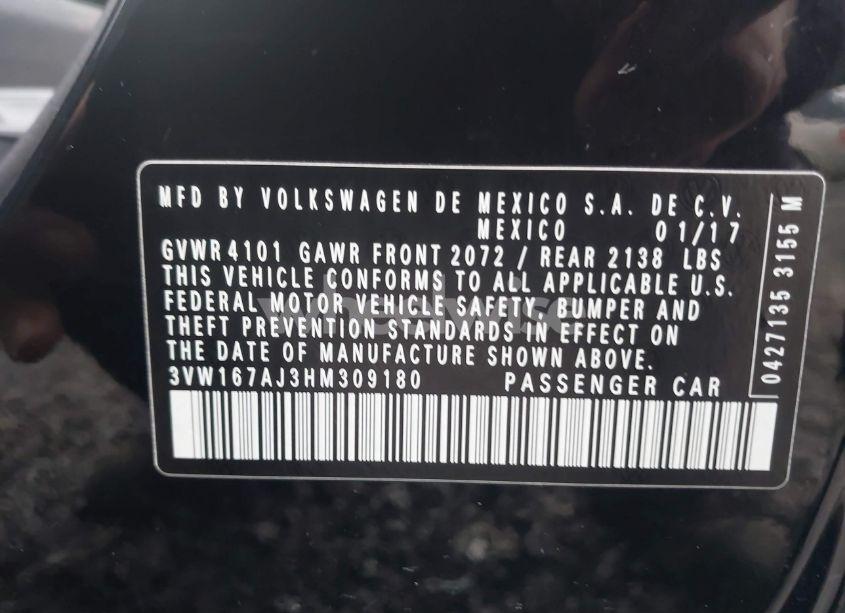 MFD BY VOLKSWAGEN DE MEXICO S.A. DE C.V.
MEXICO 01/17
GVWR 4101 GAWR FRONT 2072 / REAR 2138 LBS
THIS VEHICLE CONFORMS TO ALL APPLICABLE U.S.
FEDERAL MOTOR VEHICLE SAFETY, BUMPER AND
THEFT PREVENTION STANDARDS IN EFFECT ON
THE DATE OF MANUFACTURE SHOWN ABOVE.
3VW167AJ3HM309180 PASSENGER CAR
0427135 3155 M